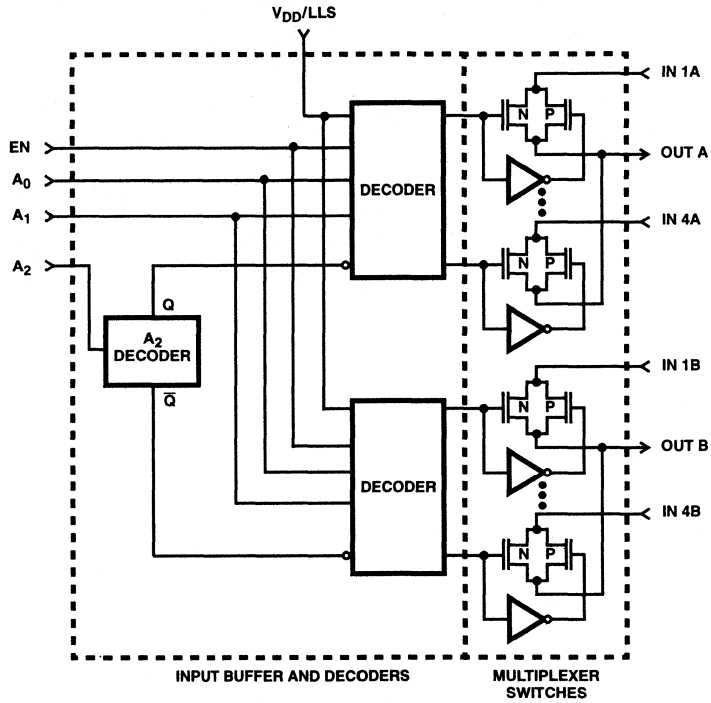 VDD/LLS
IN 1A
N P
EN
OUT A
A0
DECODER
A1
IN 4A
A2
N P
Q
A2
DECODER
IN 1B
Q̅
N P
OUT B
DECODER
IN 4B
N P
INPUT BUFFER AND DECODERS
MULTIPLEXER
SWITCHES